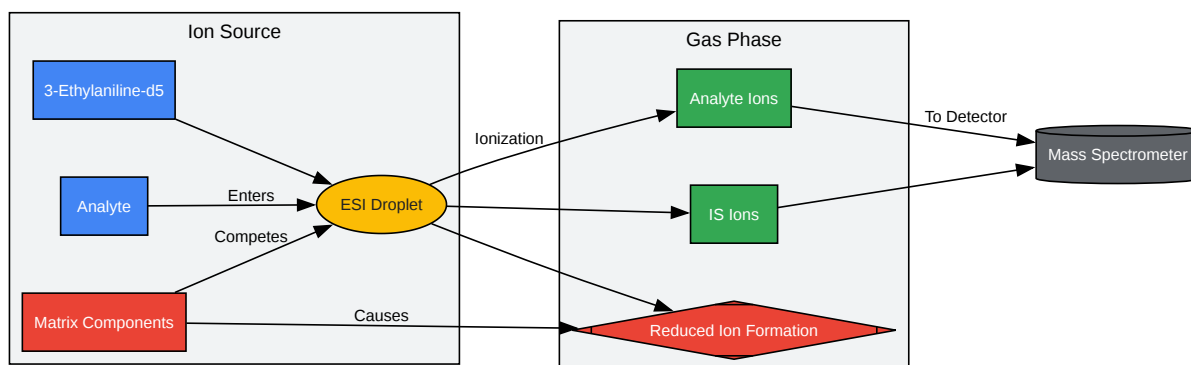 Ion Source
Gas Phase
3-Ethylaniline-d5
Analyte Ions
To Detector
Ionization
Mass Spectrometer
Enters
Analyte
ESI Droplet
IS Ions
Competes
Matrix Components
Causes
Reduced Ion Formation